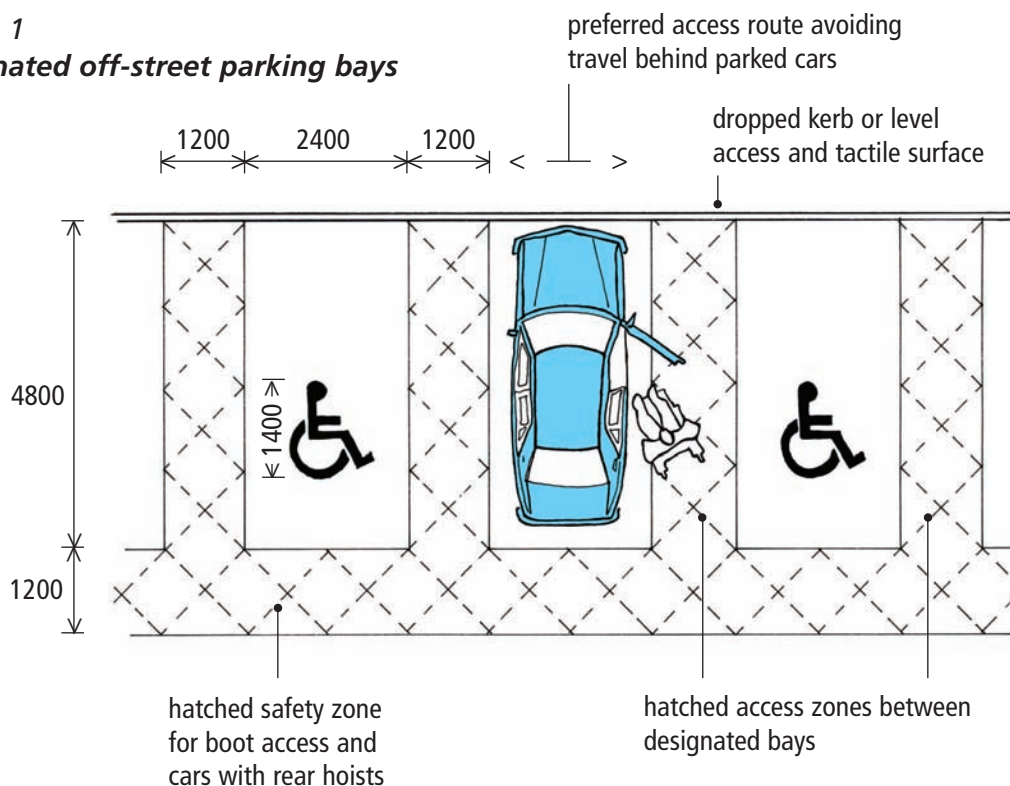 1
nated off-street parking bays
preferred access route avoiding
travel behind parked cars
dropped kerb or level
access and tactile surface
1200
2400
1200
4800
1400
1200
hatched safety zone
for boot access and
cars with rear hoists
hatched access zones between
designated bays